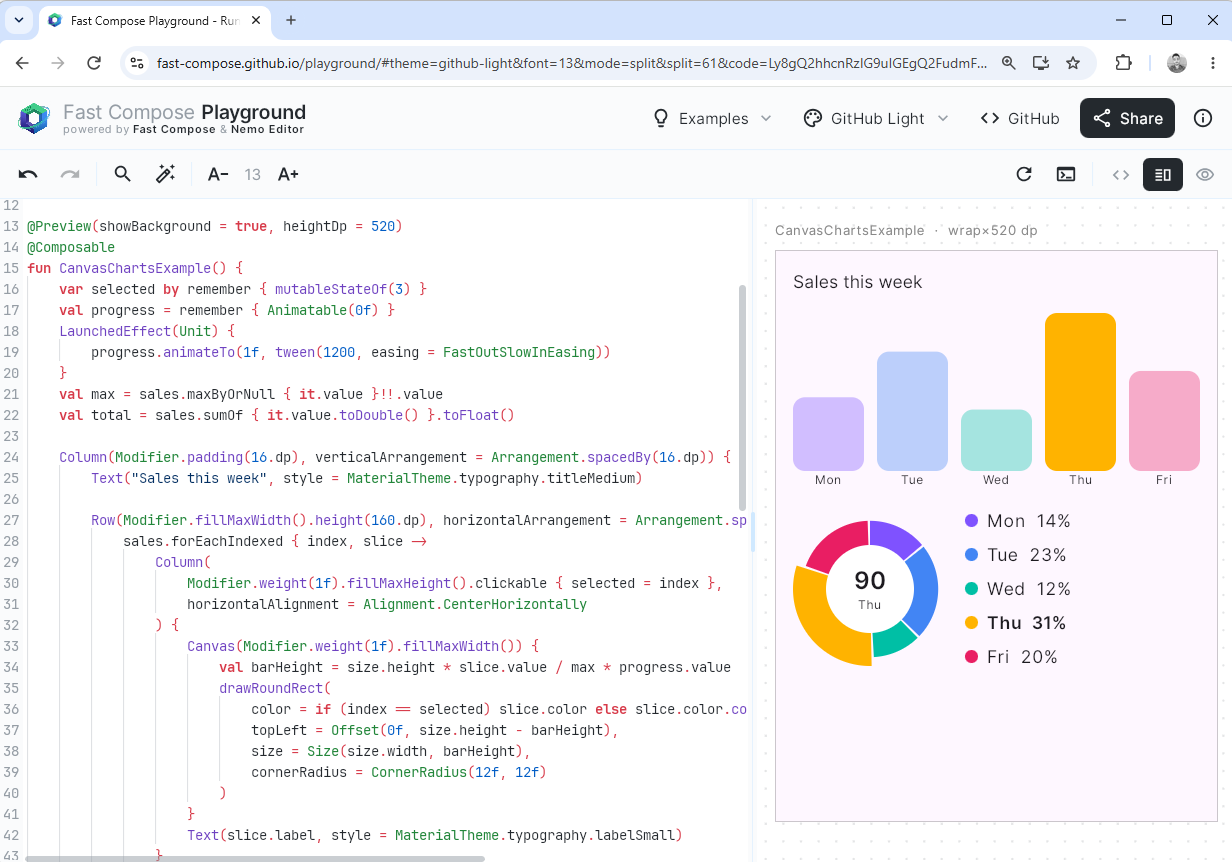 Fast Compose Playground - Run
fast-compose.github.io/playground/#theme=github-light&font=13&mode=split&split=61&code=Ly8gQ2hhcnRzIG9uIGEgQ2FudmF...
Fast Compose Playground
powered by Fast Compose & Nemo Editor
Examples
GitHub Light
GitHub
Share
A− 13 A+
12
13 @Preview(showBackground = true, heightDp = 520)
14 @Composable
15 fun CanvasChartsExample() {
16 var selected by remember { mutableStateOf(3) }
17 val progress = remember { Animatable(0f) }
18 LaunchedEffect(Unit) {
19 progress.animateTo(1f, tween(1200, easing = FastOutSlowInEasing))
20 }
21 val max = sales.maxByOrNull { it.value }!!.value
22 val total = sales.sumOf { it.value.toDouble() }.toFloat()
23
24 Column(Modifier.padding(16.dp), verticalArrangement = Arrangement.spacedBy(16.dp)) {
25 Text("Sales this week", style = MaterialTheme.typography.titleMedium)
26
27 Row(Modifier.fillMaxWidth().height(160.dp), horizontalArrangement = Arrangement.sp
28 sales.forEachIndexed { index, slice ->
29 Column(
30 Modifier.weight(1f).fillMaxHeight().clickable { selected = index },
31 horizontalAlignment = Alignment.CenterHorizontally
32 ) {
33 Canvas(Modifier.weight(1f).fillMaxWidth()) {
34 val barHeight = size.height * slice.value / max * progress.value
35 drawRoundRect(
36 color = if (index == selected) slice.color else slice.color.co
37 topLeft = Offset(0f, size.height - barHeight),
38 size = Size(size.width, barHeight),
39 cornerRadius = CornerRadius(12f, 12f)
40 )
41 }
42 Text(slice.label, style = MaterialTheme.typography.labelSmall)
43 }
CanvasChartsExample · wrap×520 dp
Sales this week
Mon Tue Wed Thu Fri
90
Thu
Mon 14%
Tue 23%
Wed 12%
Thu 31%
Fri 20%